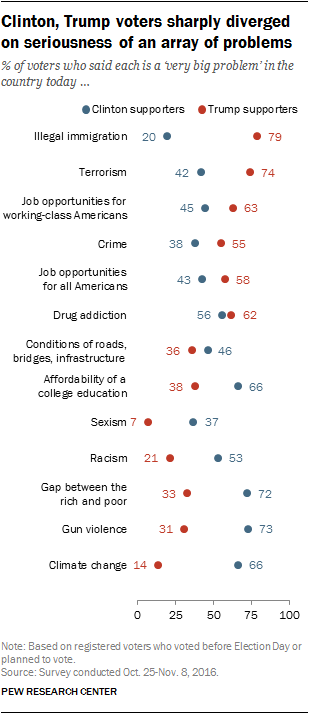 Clinton, Trump voters sharply diverged
on seriousness of an array of problems
% of voters who said each is a 'very big problem' in the
country today ...
Clinton supporters Trump supporters
Illegal immigration 20 79
Terrorism 42 74
Job opportunities for
working-class Americans 45 63
Crime 38 55
Job opportunities
for all Americans 43 58
Drug addiction 56 62
Conditions of roads,
bridges, infrastructure 36 46
Affordability of a
college education 38 66
Sexism 7 37
Racism 21 53
Gap between the
rich and poor 33 72
Gun violence 31 73
Climate change 14 66
0 25 50 75 100
Note: Based on registered voters who voted before Election Day or
planned to vote.
Source: Survey conducted Oct. 25-Nov. 8, 2016.
PEW RESEARCH CENTER